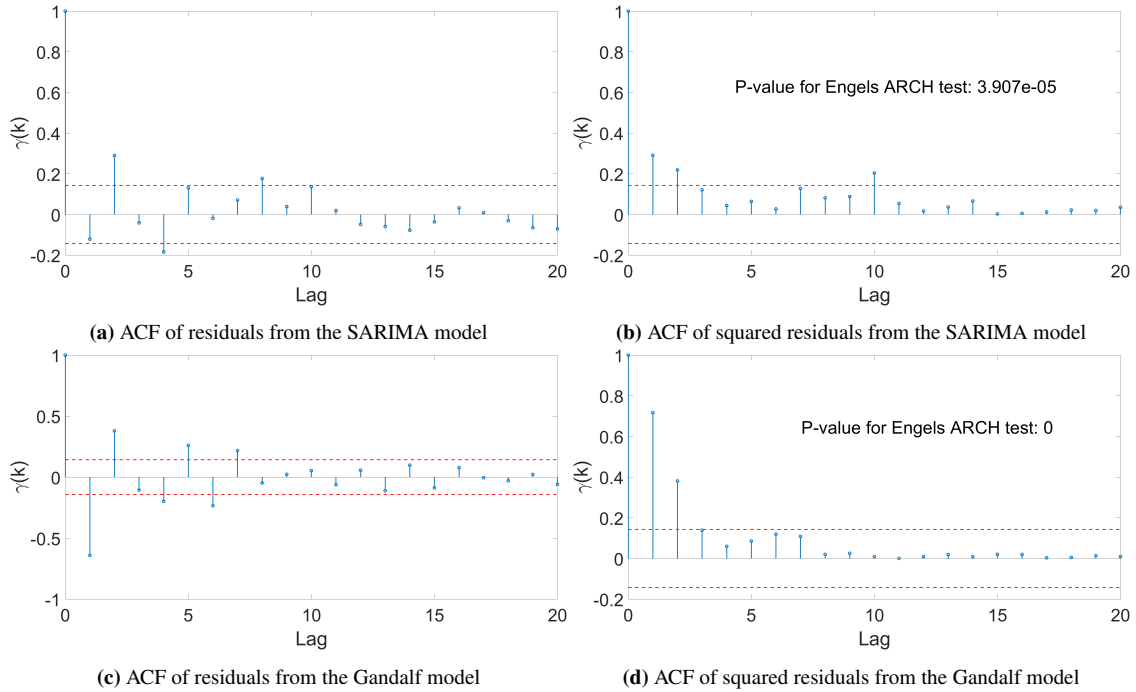 1
0.8
0.6
0.4
0.2
0
-0.2
γ(k)
0 5 10 15 20
Lag
(a) ACF of residuals from the SARIMA model
1
0.8
0.6
0.4
0.2
0
-0.2
γ(k)
P-value for Engels ARCH test: 3.907e-05
0 5 10 15 20
Lag
(b) ACF of squared residuals from the SARIMA model
1
0.5
0
-0.5
-1
γ(k)
0 5 10 15 20
Lag
(c) ACF of residuals from the Gandalf model
1
0.8
0.6
0.4
0.2
0
-0.2
γ(k)
P-value for Engels ARCH test: 0
0 5 10 15 20
Lag
(d) ACF of squared residuals from the Gandalf model